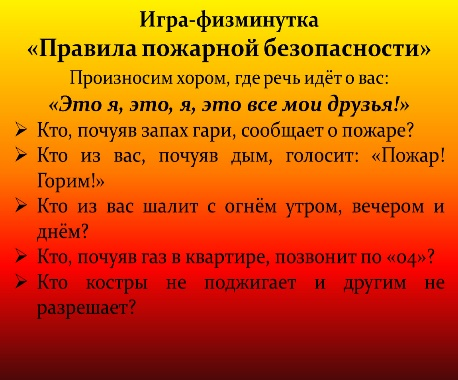 Игра-физминутка
«Правила пожарной безопасности»
Произносим хором, где речь идёт о вас:
«Это я, это, я, это все мои друзья!»
➢ Кто, почуяв запах гари, сообщает о пожаре?
➢ Кто из вас, почуяв дым, голосит: «Пожар!
Горим!»
➢ Кто из вас шалит с огнём утром, вечером и
днём?
➢ Кто, почуяв газ в квартире, позвонит по «04»?
➢ Кто костры не поджигает и другим не
разрешает?